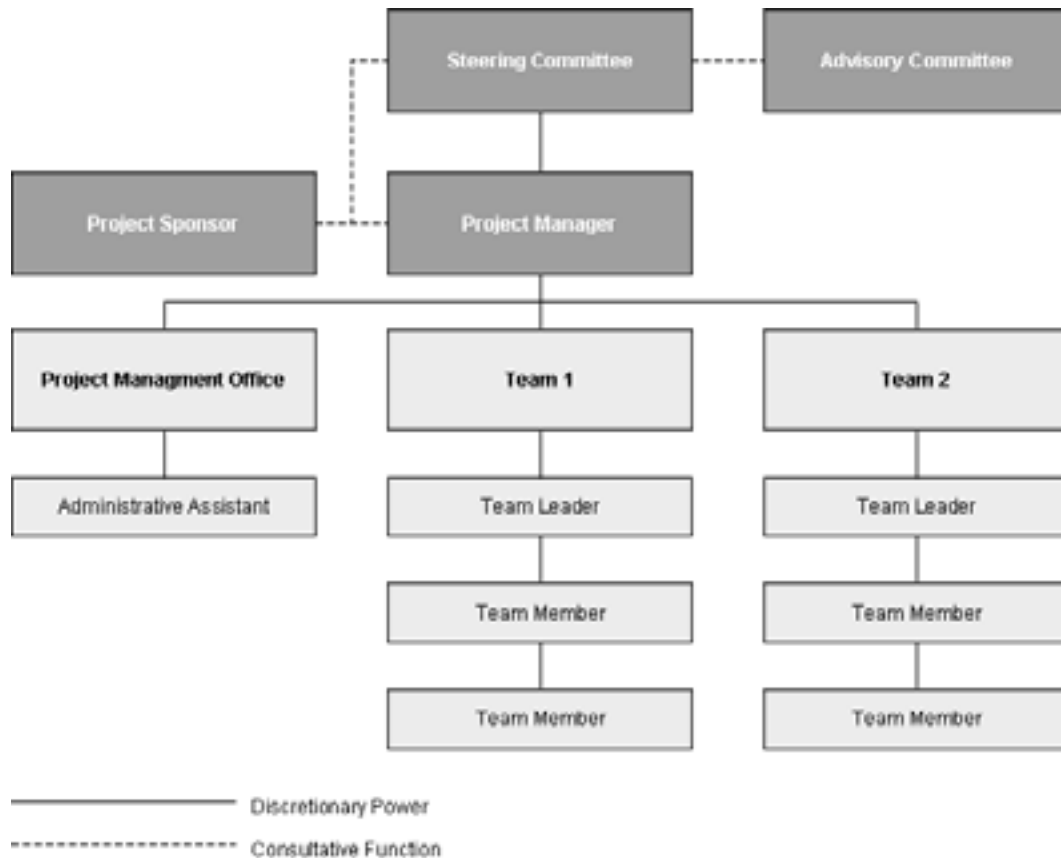 Steering Committee
Advisory Committee
Project Sponsor
Project Manager
Project Managment Office
Team 1
Team 2
Administrative Assistant
Team Leader
Team Leader
Team Member
Team Member
Team Member
Team Member
Discretionary Power
Consultative Function